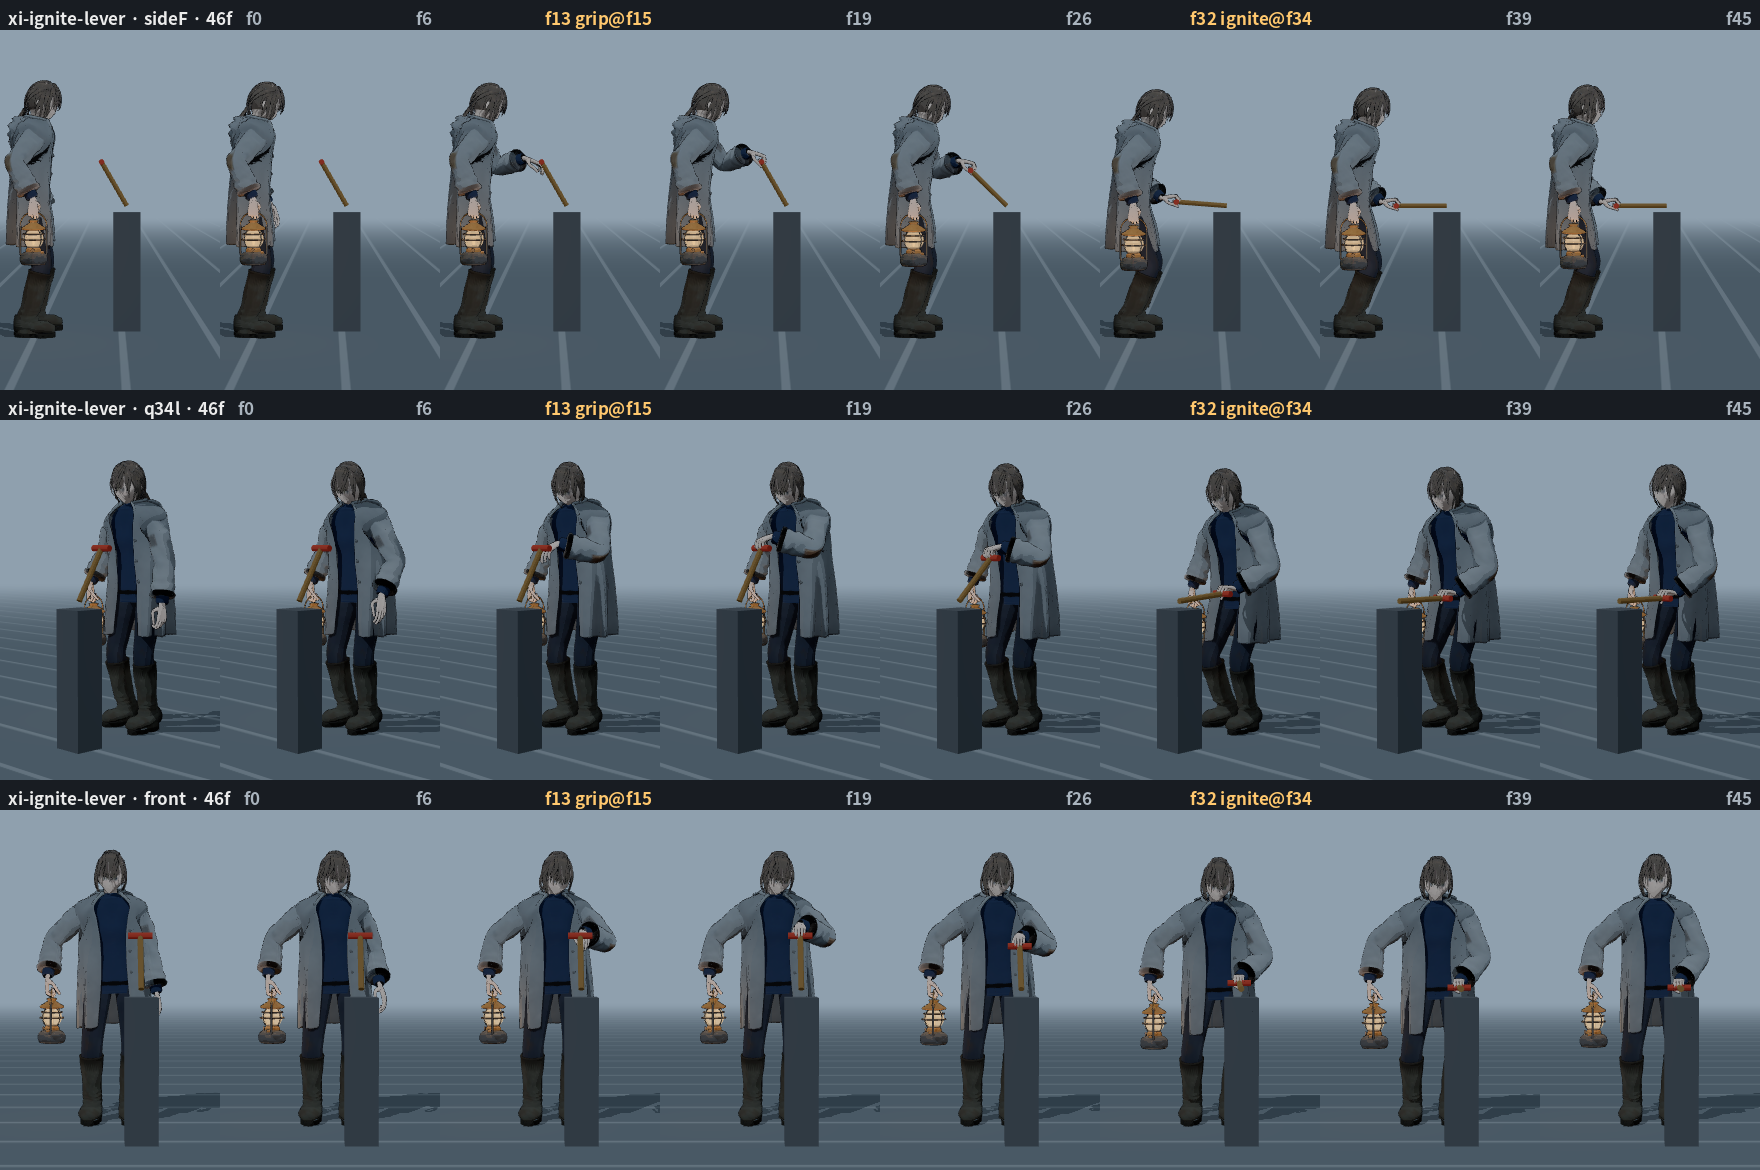 xi-ignite-lever · sideF · 46f f0 f6 f13 grip@f15 f19 f26 f32 ignite@f34 f39 f45
xi-ignite-lever · q34l · 46f f0 f6 f13 grip@f15 f19 f26 f32 ignite@f34 f39 f45
xi-ignite-lever · front · 46f f0 f6 f13 grip@f15 f19 f26 f32 ignite@f34 f39 f45